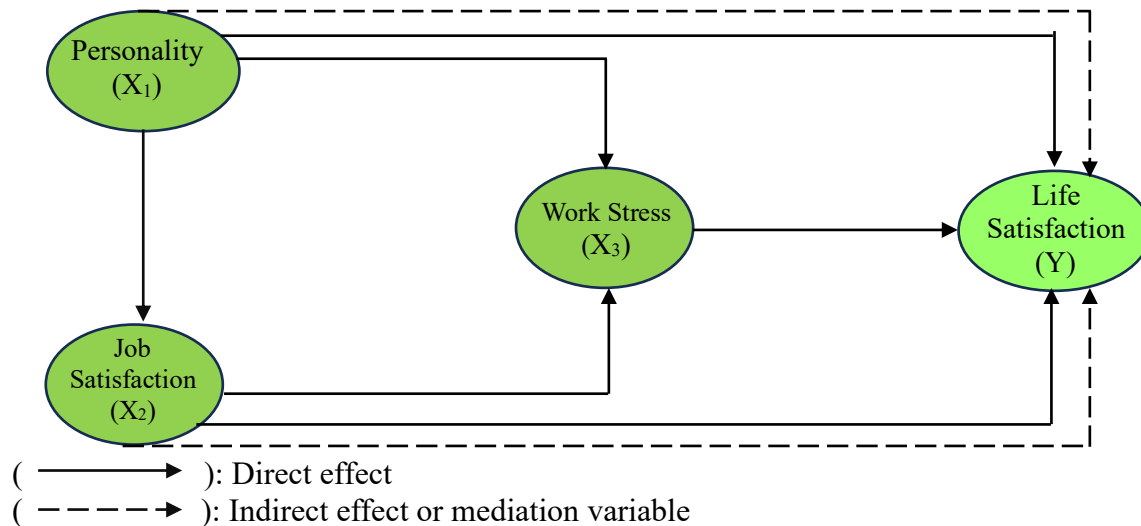 Personality
(X₁)
Work Stress
(X₃)
Life
Satisfaction
(Y)
Job
Satisfaction
(X₂)
( ): Direct effect
( ): Indirect effect or mediation variable